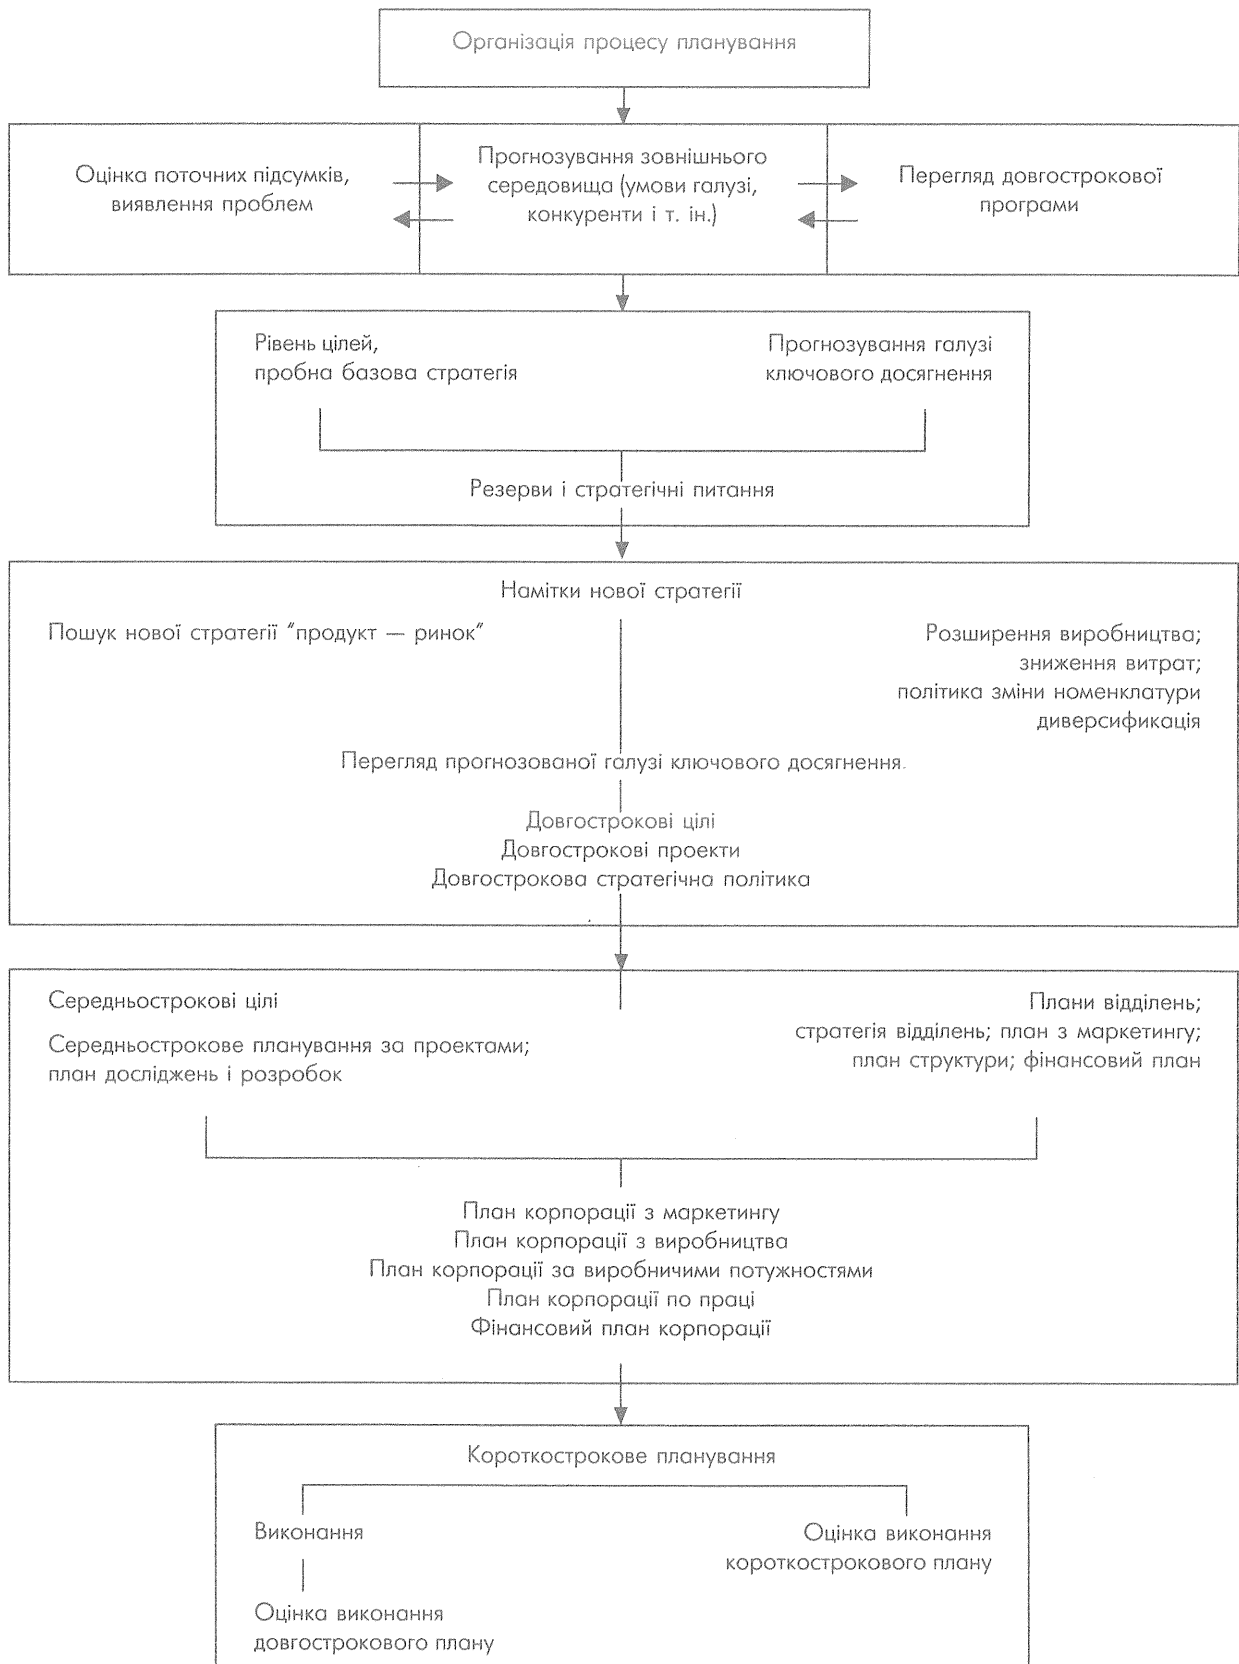 Організація процесу планування
Оцінка поточних підсумків,
виявлення проблем
Прогнозування зовнішнього
середовища (умови галузі,
конкуренти і т. ін.)
Перегляд довгострокової
програми
Рівень цілей,
пробна базова стратегія
Прогнозування галузі
ключового досягнення
Резерви і стратегічні питання
Намітки нової стратегії
Пошук нової стратегії "продукт — ринок"
Розширення виробництва;
зниження витрат;
політика зміни номенклатури
диверсификація
Перегляд прогнозованої галузі ключового досягнення.
Довгострокові цілі
Довгострокові проекти
Довгострокова стратегічна політика
Середньострокові цілі
Середньострокове планування за проектами;
план досліджень і розробок
Плани відділень;
стратегія відділень; план з маркетингу;
план структури; фінансовий план
План корпорації з маркетингу
План корпорації з виробництва
План корпорації за виробничими потужностями
План корпорації по праці
Фінансовий план корпорації
Короткострокове планування
Виконання
Оцінка виконання
короткострокового плану
Оцінка виконання
довгострокового плану